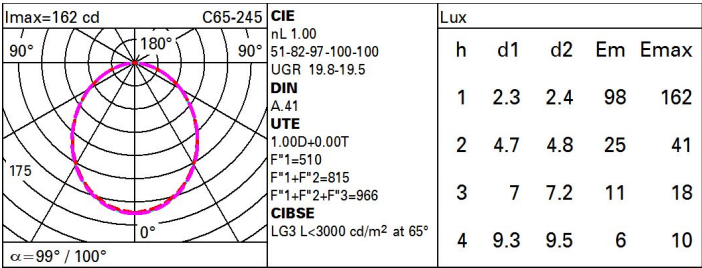 Imax=162 cd C65-245
90° 180° 90°
175
0°
α=99° / 100°
CIE
nL 1.00
51-82-97-100-100
UGR 19.8-19.5
DIN
A.41
UTE
1.00D+0.00T
F"1=510
F"1+F"2=815
F"1+F"2+F"3=966
CIBSE
LG3 L<3000 cd/m² at 65°
Lux
h d1 d2 Em Emax
1 2.3 2.4 98 162
2 4.7 4.8 25 41
3 7 7.2 11 18
4 9.3 9.5 6 10